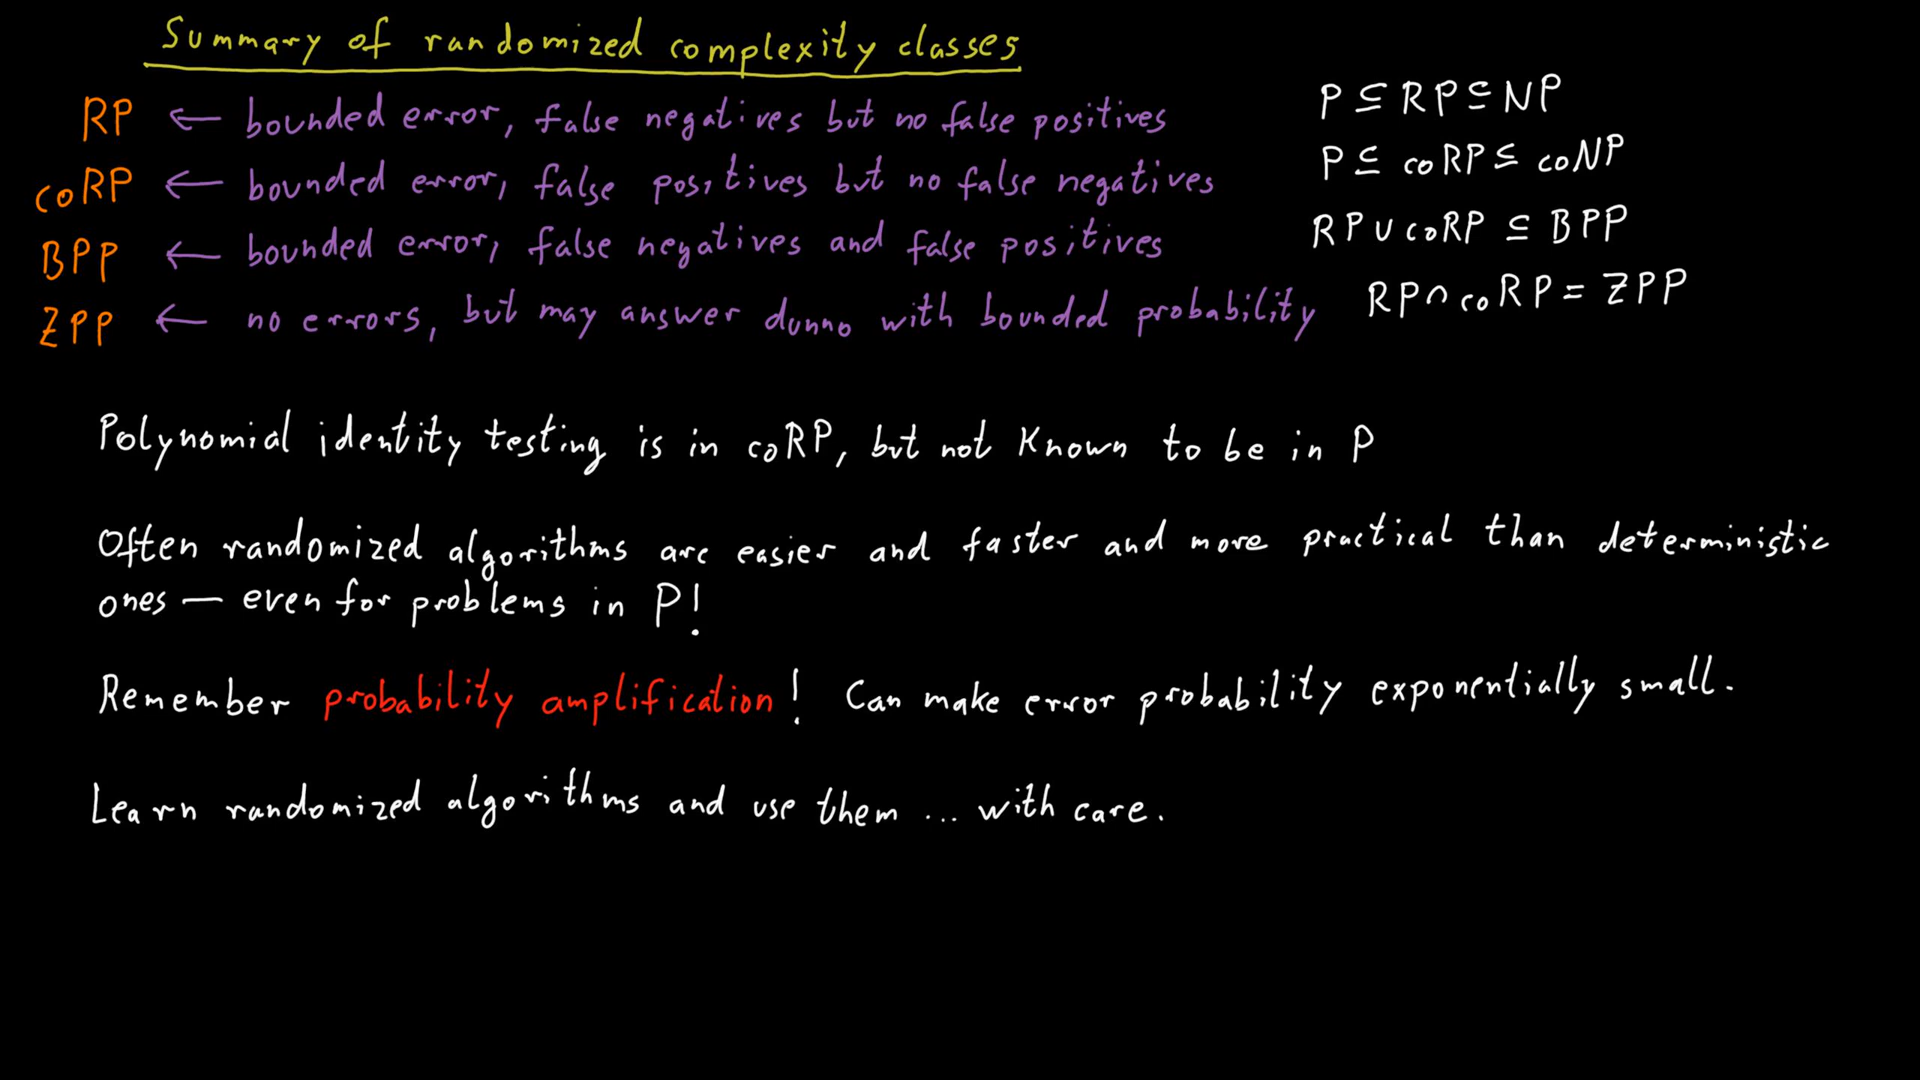 Summary of randomized complexity classes
RP ← bounded error, false negatives but no false positives
coRP ← bounded error, false positives but no false negatives
BPP ← bounded error, false negatives and false positives
ZPP ← no errors, but may answer dunno with bounded probability
P ⊆ RP ⊆ NP
P ⊆ coRP ⊆ coNP
RP ∪ coRP ⊆ BPP
RP ∩ coRP = ZPP
Polynomial identity testing is in coRP, but not known to be in P
Often randomized algorithms are easier and faster and more practical than deterministic
ones — even for problems in P!
Remember probability amplification! Can make error probability exponentially small.
Learn randomized algorithms and use them ... with care.